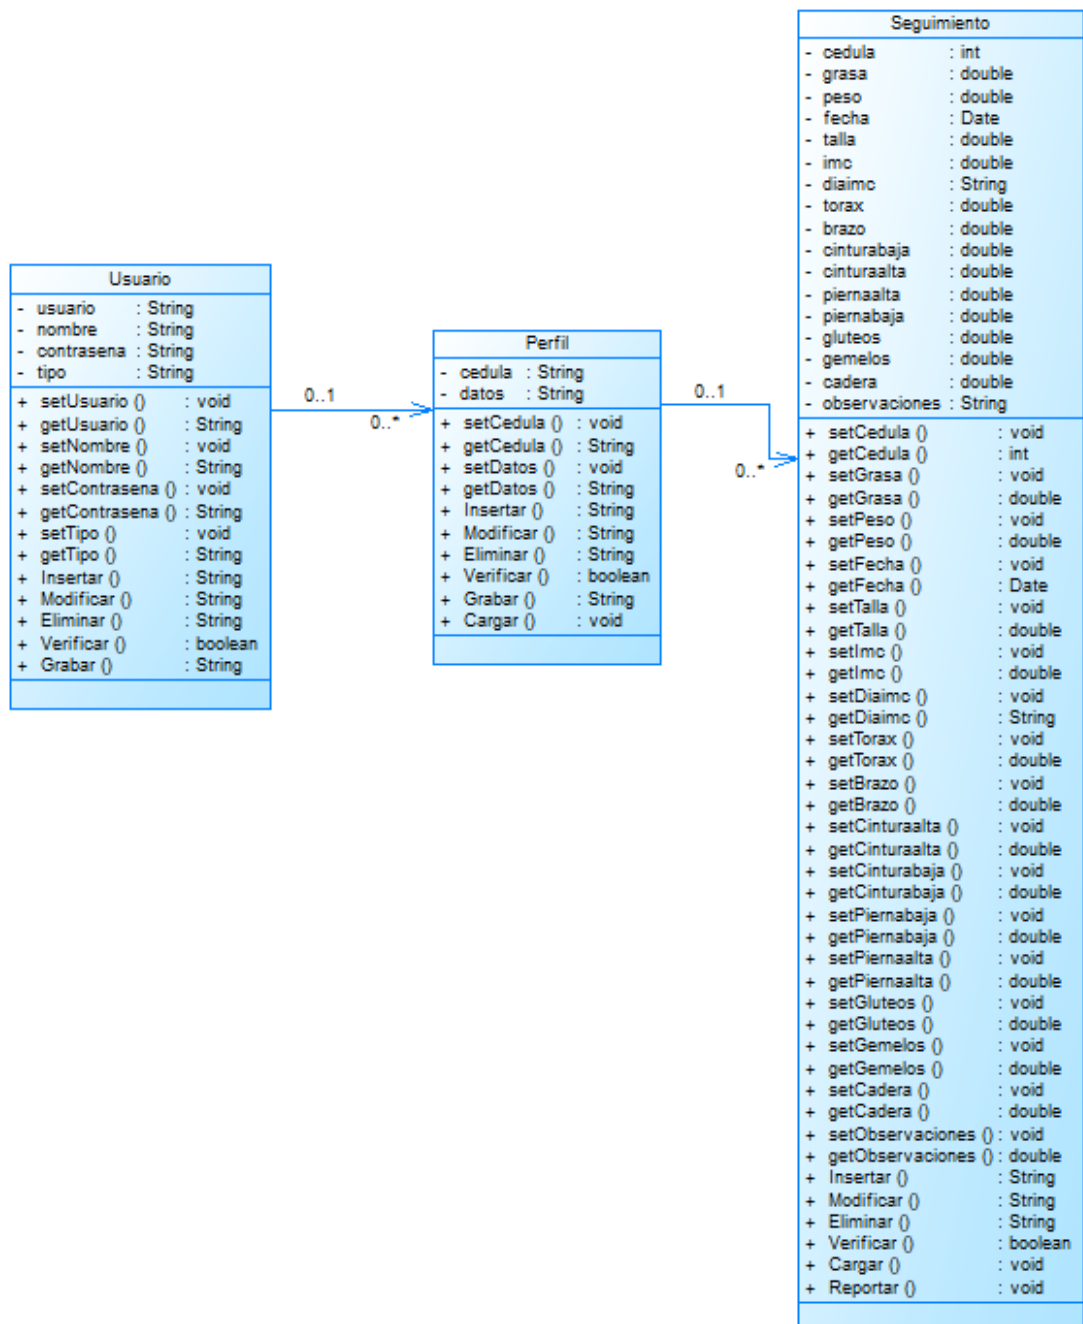 Usuario
- usuario : String
- nombre : String
- contrasena : String
- tipo : String
+ setUsuario () : void
+ getUsuario () : String
+ setNombre () : void
+ getNombre () : String
+ setContrasena () : void
+ getContrasena () : String
+ setTipo () : void
+ getTipo () : String
+ Insertar () : String
+ Modificar () : String
+ Eliminar () : String
+ Verificar () : boolean
+ Grabar () : String
0..1
0..*
Perfil
- cedula : String
- datos : String
+ setCedula () : void
+ getCedula () : String
+ setDatos () : void
+ getDatos () : String
+ Insertar () : String
+ Modificar () : String
+ Eliminar () : String
+ Verificar () : boolean
+ Grabar () : String
+ Cargar () : void
0..1
0..*
Seguimiento
- cedula : int
- grasa : double
- peso : double
- fecha : Date
- talla : double
- imc : double
- diaimc : String
- torax : double
- brazo : double
- cinturabaja : double
- cinturaalta : double
- piernaalta : double
- piernabaja : double
- gluteos : double
- gemelos : double
- cadera : double
- observaciones : String
+ setCedula () : void
+ getCedula () : int
+ setGrasa () : void
+ getGrasa () : double
+ setPeso () : void
+ getPeso () : double
+ setFecha () : void
+ getFecha () : Date
+ setTalla () : void
+ getTalla () : double
+ setImc () : void
+ getImc () : double
+ setDiaimc () : void
+ getDiaimc () : String
+ setTorax () : void
+ getTorax () : double
+ setBrazo () : void
+ getBrazo () : double
+ setCinturaalta () : void
+ getCinturaalta () : double
+ setCinturabaja () : void
+ getCinturabaja () : double
+ setPiernabaja () : void
+ getPiernabaja () : double
+ setPiernaalta () : void
+ getPiernaalta () : double
+ setGluteos () : void
+ getGluteos () : double
+ setGemelos () : void
+ getGemelos () : double
+ setCadera () : void
+ getCadera () : double
+ setObservaciones () : void
+ getObservaciones () : double
+ Insertar () : String
+ Modificar () : String
+ Eliminar () : String
+ Verificar () : boolean
+ Cargar () : void
+ Reportar () : void